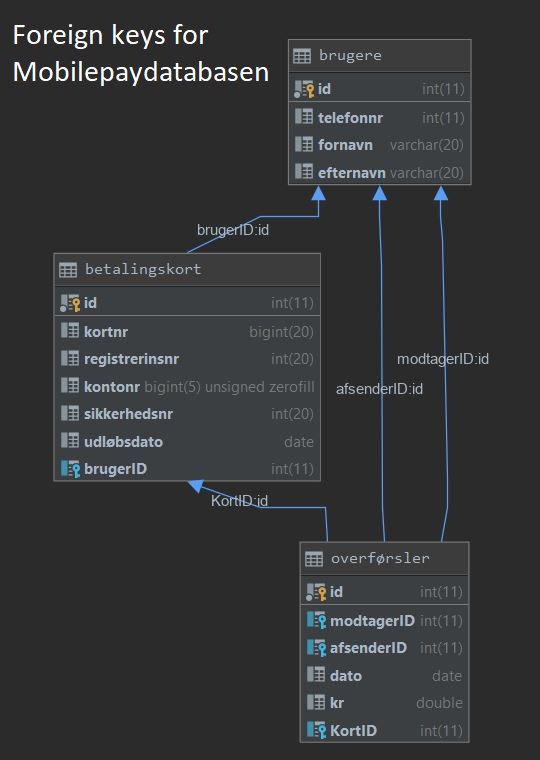 Foreign keys for
Mobilepaydatabasen
brugere
id int(11)
telefonnr int(11)
fornavn varchar(20)
efternavn varchar(20)
brugerID:id
betalingskort
id int(11)
kortnr bigint(20)
registrerinsnr int(20)
kontonr bigint(5) unsigned zerofill
sikkerhedsnr int(20)
udløbsdato date
brugerID int(11)
modtagerID:id
afsenderID:id
KortID:id
overførsler
id int(11)
modtagerID int(11)
afsenderID int(11)
dato date
kr double
KortID int(11)